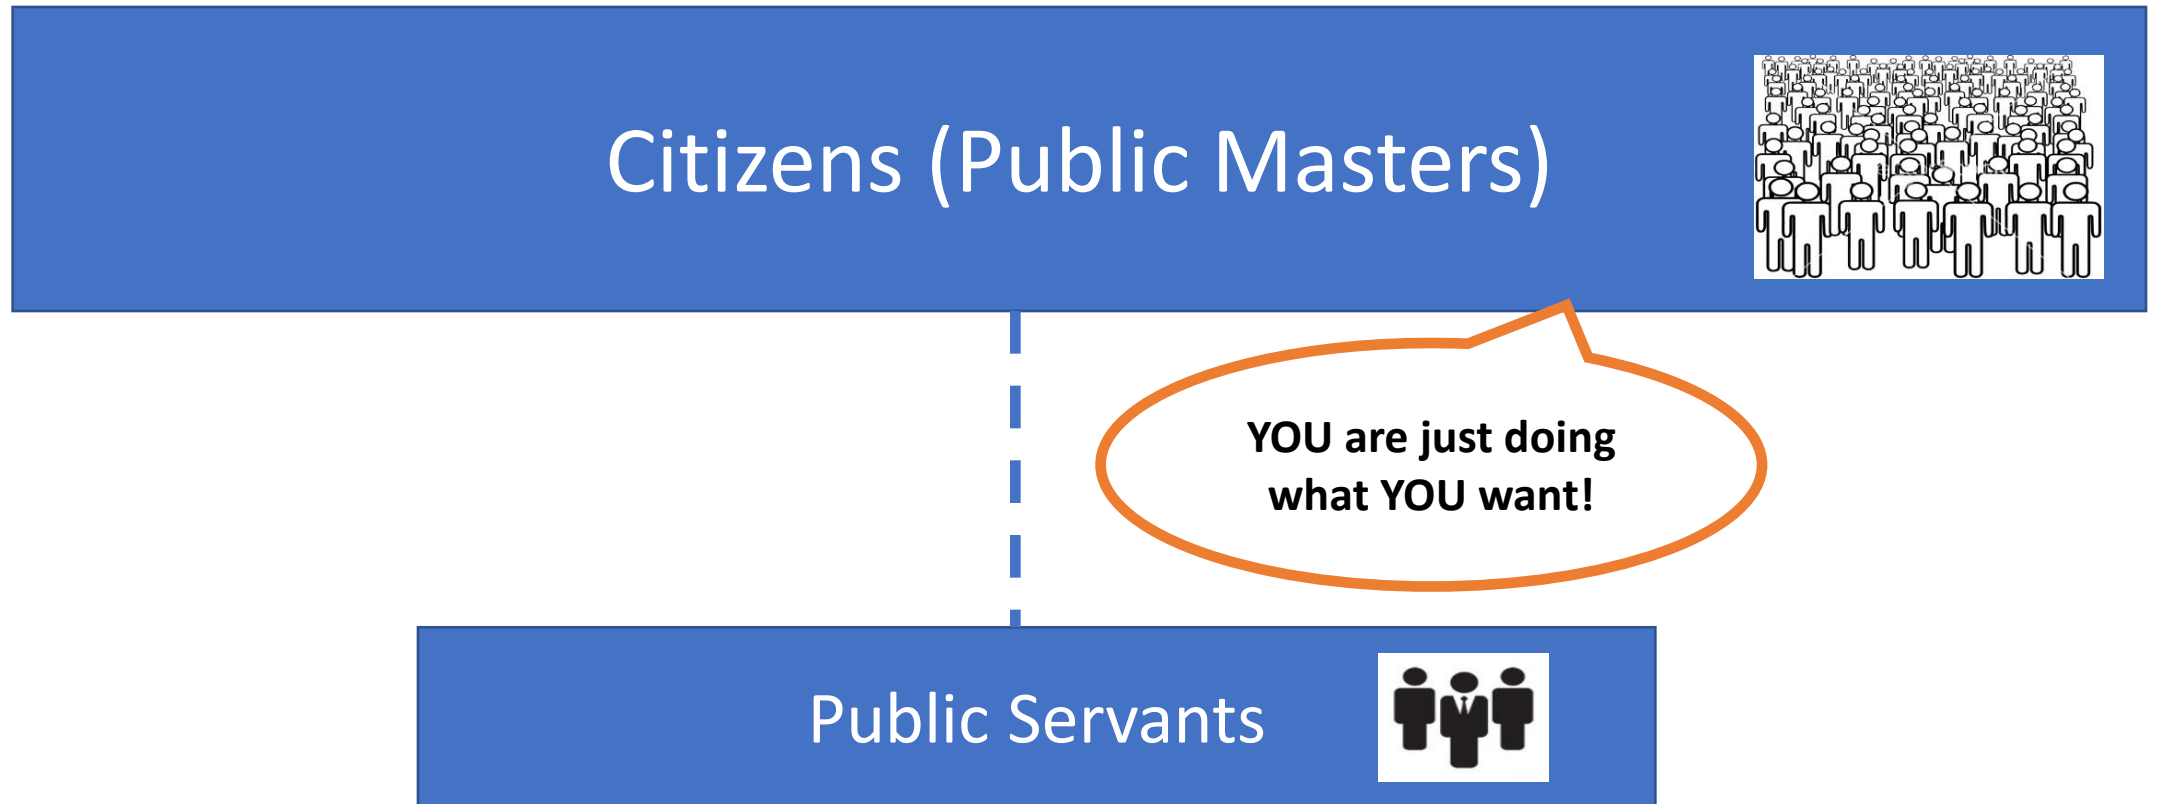 Citizens (Public Masters)
YOU are just doing
what YOU want!
Public Servants